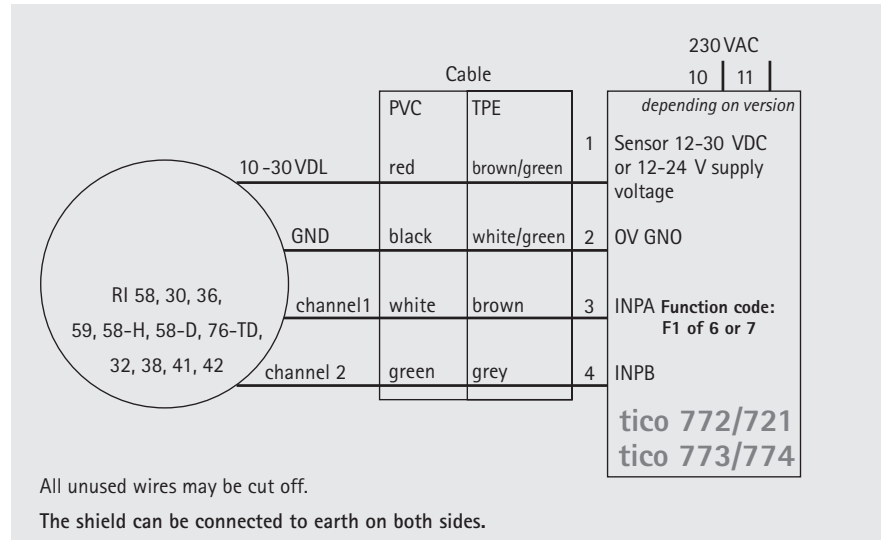 230 VAC
10 11
Cable
depending on version
PVC TPE
1 Sensor 12-30 VDC
or 12-24 V supply
voltage
10 -30 VDL red brown/green
GND black white/green 2 OV GNO
RI 58, 30, 36,
59, 58-H, 58-D, 76-TD,
32, 38, 41, 42
channel1 white brown 3 INPA Function code:
F1 of 6 or 7
channel 2 green grey 4 INPB
tico 772/721
tico 773/774
All unused wires may be cut off.
The shield can be connected to earth on both sides.